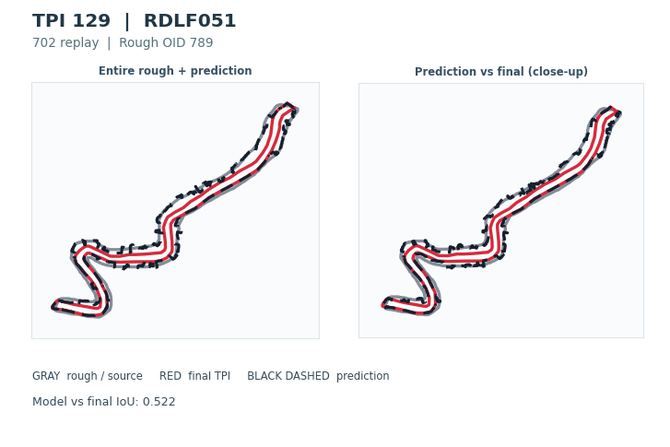 TPI 129 | RDLF051
702 replay | Rough OID 789
Entire rough + prediction
Prediction vs final (close-up)
GRAY rough / source RED final TPI BLACK DASHED prediction
Model vs final IoU: 0.522